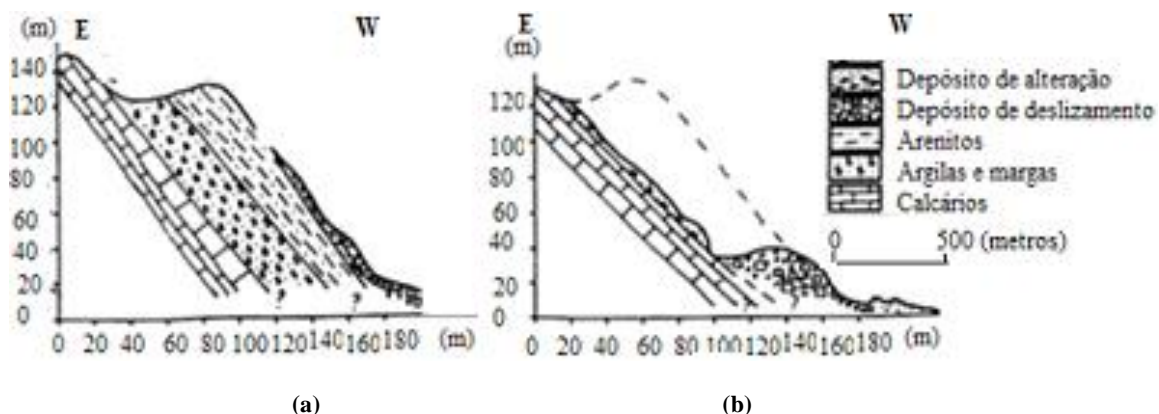 (m) E W
140
120
100
80
60
40
20
0
0 20 40 60 80 100 120 140 160 180 (m)
(a)
E W
(m)
120
100
80
60
40
20
0
0 20 40 60 80 100 120 140 160 180 (m)
(b)
Depósito de alteração
Depósito de deslizamento
Arenitos
Argilas e margas
Calcários
0 500 (metros)
? ?
? ?